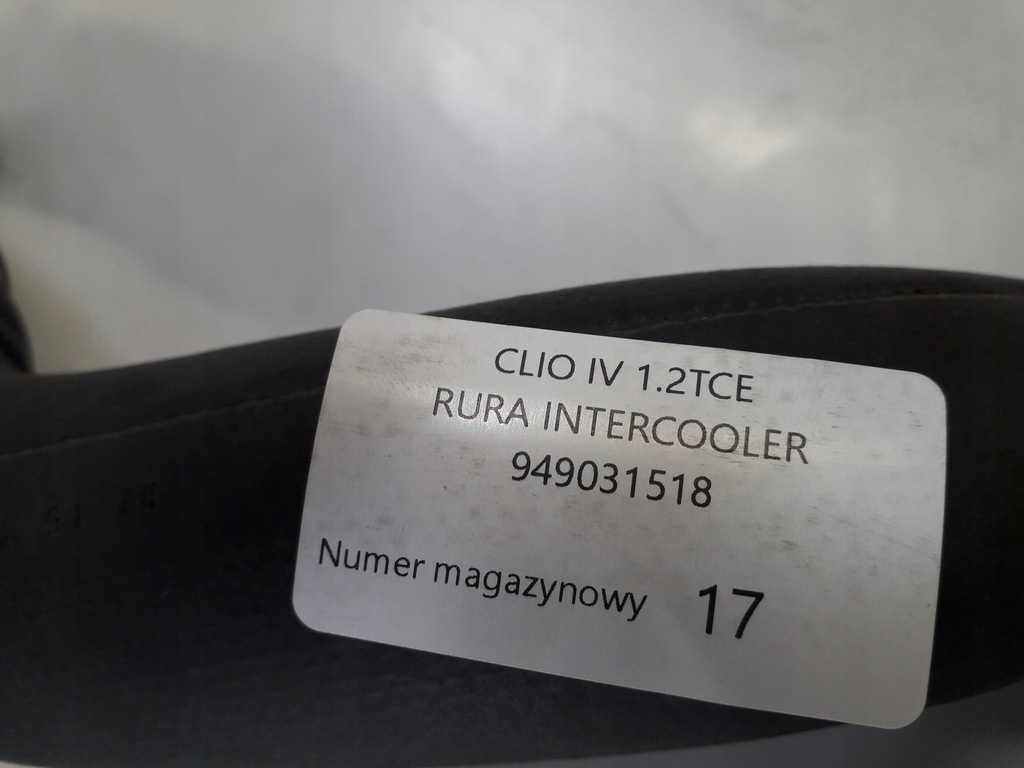 CLIO IV 1.2TCE
RURA INTERCOOLER
949031518
Numer magazynowy 17